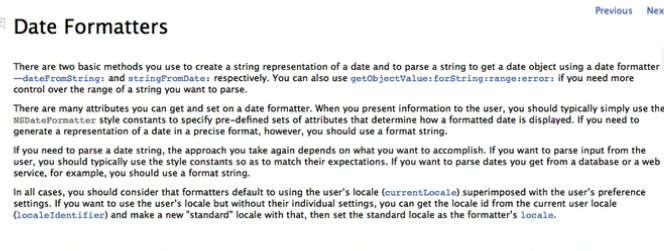 Previous Nex
Date Formatters
There are two basic methods you use to create a string representation of a date and to parse a string to get a date object using a date formatter
—dateFromString: and stringFromDate: respectively. You can also use getObjectValue:forString:range:error: if you need more
control over the range of a string you want to parse.
There are many attributes you can get and set on a date formatter. When you present information to the user, you should typically simply use the
NSDateFormatter style constants to specify pre-defined sets of attributes that determine how a formatted date is displayed. If you need to
generate a representation of a date in a precise format, however, you should use a format string.
If you need to parse a date string, the approach you take again depends on what you want to accomplish. If you want to parse input from the
user, you should typically use the style constants so as to match their expectations. If you want to parse dates you get from a database or a web
service, for example, you should use a format string.
In all cases, you should consider that formatters default to using the user's locale (currentLocale) superimposed with the user's preference
settings. If you want to use the user's locale but without their individual settings, you can get the locale id from the current user locale
(localeIdentifier) and make a new "standard" locale with that, then set the standard locale as the formatter's locale.